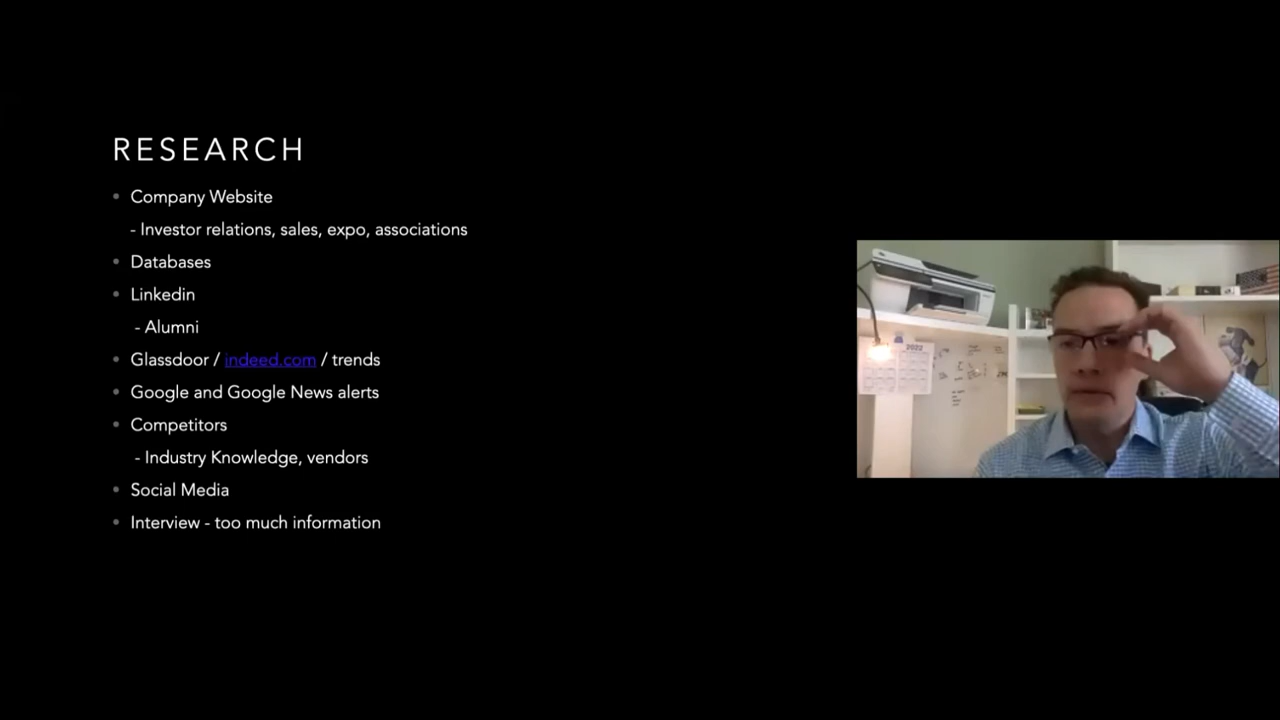 RESEARCH
• Company Website
- Investor relations, sales, expo, associations
• Databases
• Linkedin
- Alumni
• Glassdoor / indeed.com / trends
• Google and Google News alerts
• Competitors
- Industry Knowledge, vendors
• Social Media
• Interview - too much information
2022